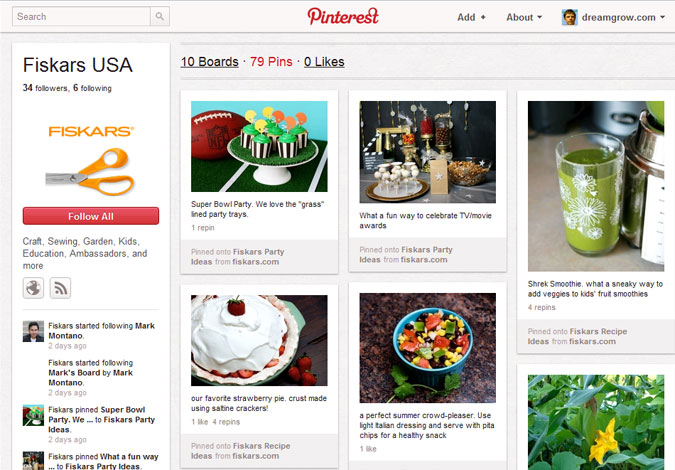 Search
Pinterest
Add +
About
dreamgrow.com
Fiskars USA
34 followers, 6 following
FISKARS®
Follow All
Craft, Sewing, Garden, Kids,
Education, Ambassadors, and
more
Fiskars started following Mark
Montano.
2 days ago
Fiskars started following
Mark's Board by Mark
Montano.
2 days ago
Fiskars pinned Super Bowl
Party. We ... to Fiskars Party
Ideas.
2 days ago
Fiskars pinned What a fun way
... to Fiskars Party Ideas.
10 Boards · 79 Pins · 0 Likes
NFL
Super Bowl Party. We love the "grass"
lined party trays.
1 repin
Pinned onto Fiskars Party
Ideas from fiskars.com
What a fun way to celebrate TV/movie
awards
Pinned onto Fiskars Party
Ideas from fiskars.com
Shrek Smoothie. what a sneaky way to
add veggies to kids' fruit smoothies
4 repins
Pinned onto Fiskars Recipe
Ideas from fiskars.com
our favorite strawberry pie. crust made
using saltine crackers!
1 like 4 repins
Pinned onto Fiskars Recipe
Ideas from fiskars.com
a perfect summer crowd-pleaser. Use
light Italian dressing and serve with pita
chips for a healthy snack
1 like